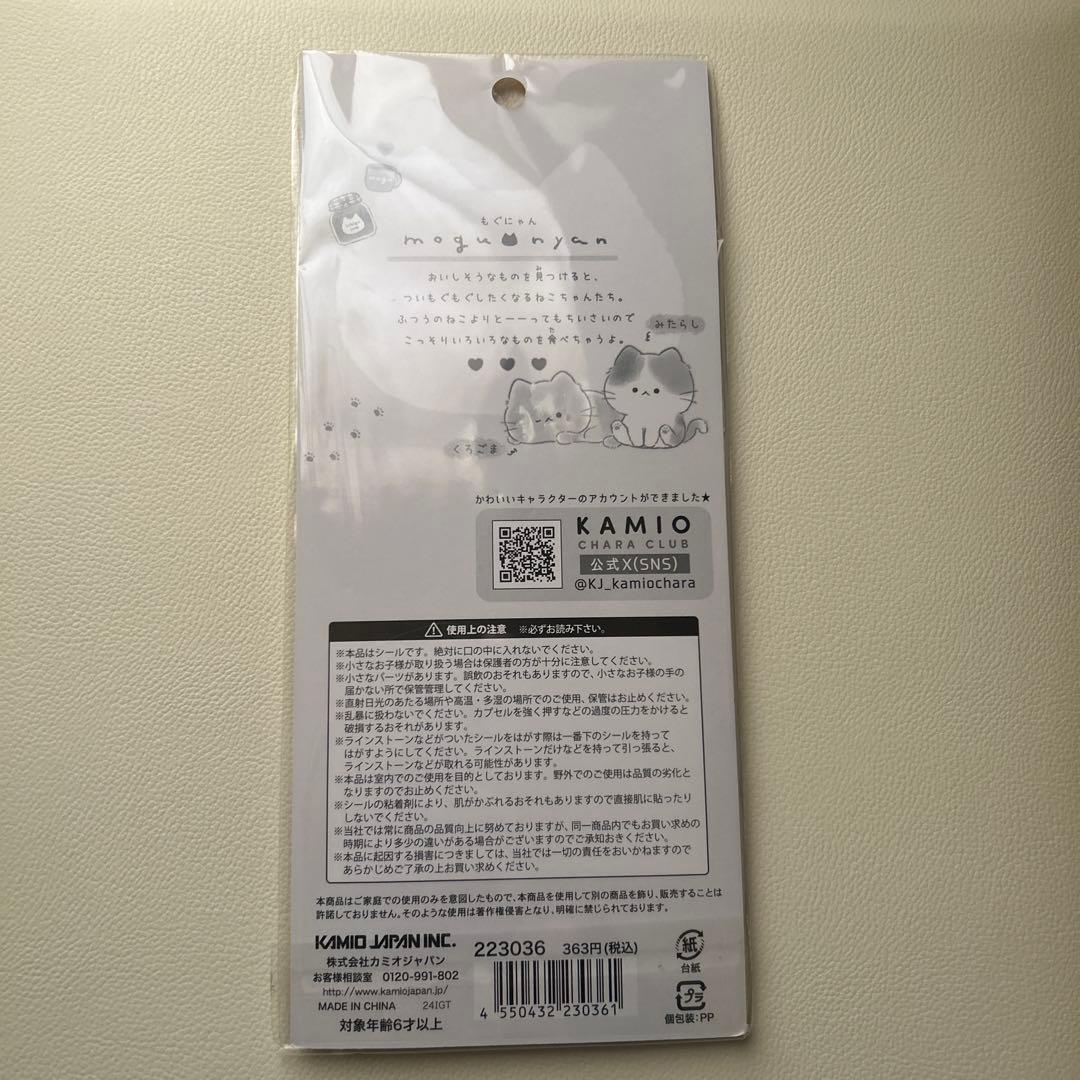 もぐにゃん
mogu nyan
おいしそうなものを見つけると、
ついもぐもぐしたくなるねこちゃんたち。
ふつうのねこよりとーーってもちいさいので
こっそりいろいろなものを食べちゃうよ。
みたらし
くろごま
かわいいキャラクターのアカウントができました★
KAMIO
CHARA CLUB
公式X(SNS)
@KJ_kamiochara
使用上の注意 ※必ずお読み下さい。
※本品はシールです。絶対に口の中に入れないでください。
※小さなお子様が取り扱う場合は保護者の方が十分に注意してください。
※小さなパーツがあります。誤飲のおそれもありますので、小さなお子様の手の
届かない所で保管管理してください。
※直射日光のあたる場所や高温・多湿の場所でのご使用、保管はお止めください。
※乱暴に扱わないでください。カプセルを強く押すなどの過度の圧力をかけると
破損するおそれがあります。
※ラインストーンなどがついたシールをはがす際は一番下のシールを持って
はがすようにしてください。ラインストーンだけなどを持って引っ張ると、
ラインストーンなどが取れる可能性があります。
※本品は室内でのご使用を目的としております。野外でのご使用は品質の劣化と
なりますのでお止めください。
※シールの粘着剤により、肌がかぶれるおそれもありますので直接肌に貼ったり
しないでください。
※当社では常に商品の品質向上に努めておりますが、同一商品内でもお買い求めの
時期により多少の違いがある場合がございますのでご承知おきください。
※本品に起因する損害につきましては、当社では一切の責任をおいかねますので
あらかじめご了承の上お買い求めください。
本商品はご家庭での使用のみを意図したもので、本商品を使用して別の商品を飾り、販売することは
許諾しておりません。そのような使用は著作権侵害となり、明確に禁じられております。
KAMIO JAPAN INC.
株式会社カミオジャパン
お客様相談室 0120-991-802
http://www.kamiojapan.jp/
MADE IN CHINA 24IGT
対象年齢6才以上
223036 363円(税込)
4 550432 230361
紙
台紙
プラ
個包装:PP